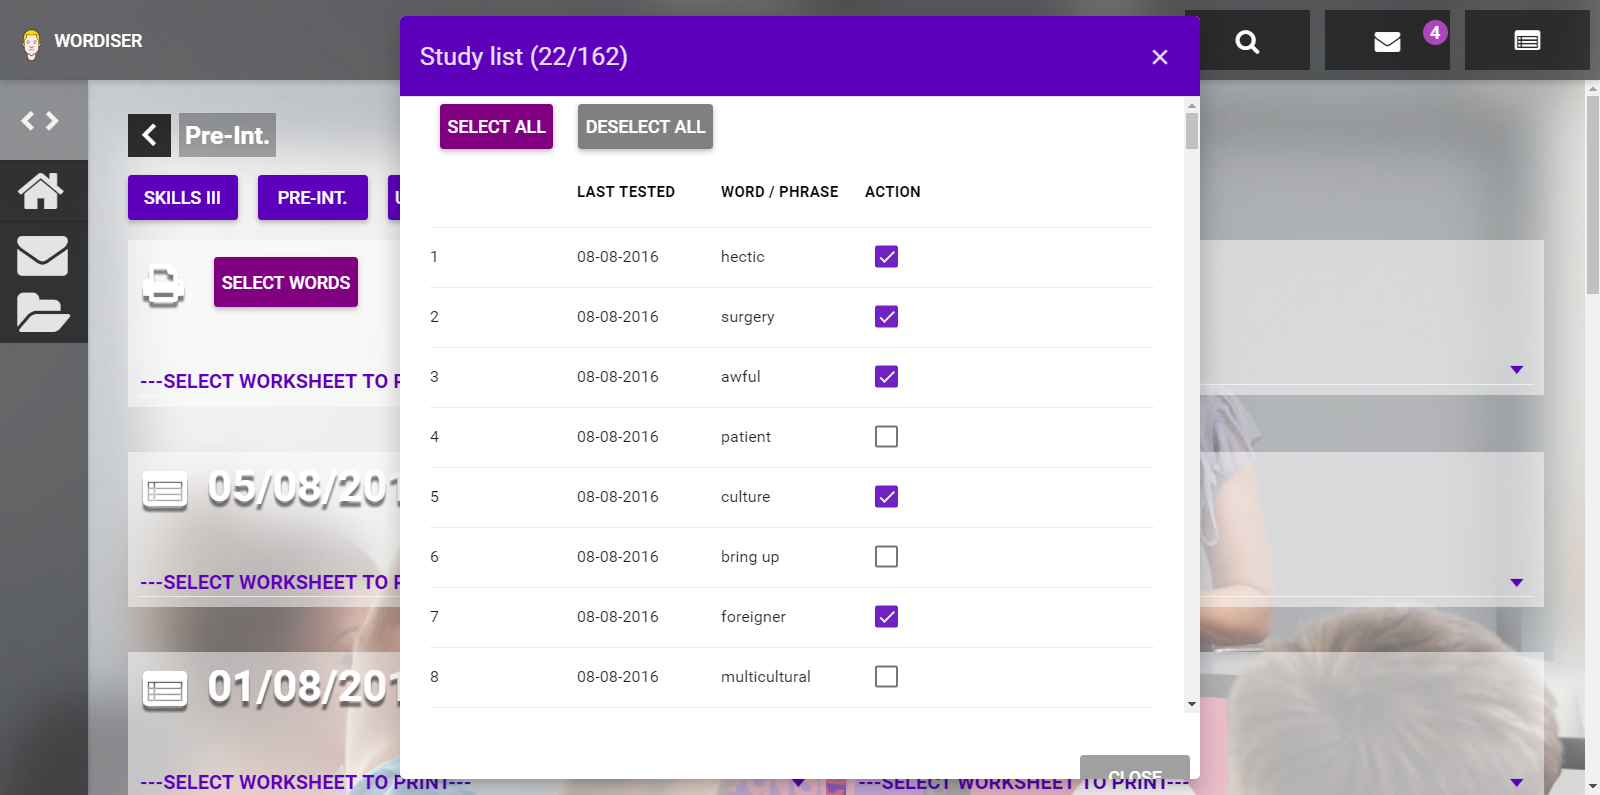 WORDISER
Study list (22/162)
4
Pre-Int.
SELECT ALL
DESELECT ALL
SKILLS III
PRE-INT.
LAST TESTED
WORD / PHRASE
ACTION
SELECT WORDS
---SELECT WORKSHEET TO
1
08-08-2016
hectic
2
08-08-2016
surgery
3
08-08-2016
awful
4
08-08-2016
patient
5
08-08-2016
culture
6
08-08-2016
bring up
7
08-08-2016
foreigner
8
08-08-2016
multicultural
05/08/201
---SELECT WORKSHEET TO
01/08/201
---SELECT WORKSHEET TO PRINT---
---SELECT WORKSHEET TO PRINT---
CLOSE